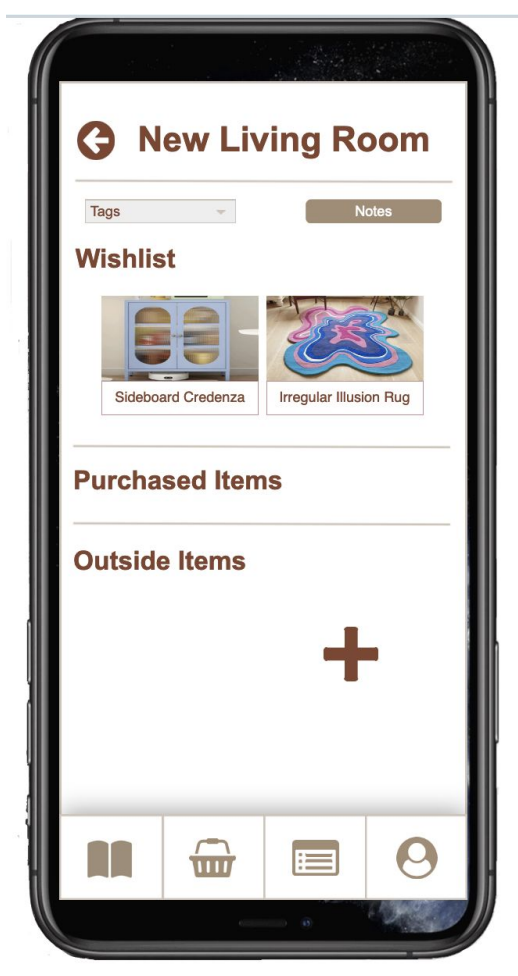 New Living Room
Tags
Notes
Wishlist
Sideboard Credenza
Irregular Illusion Rug
Purchased Items
Outside Items